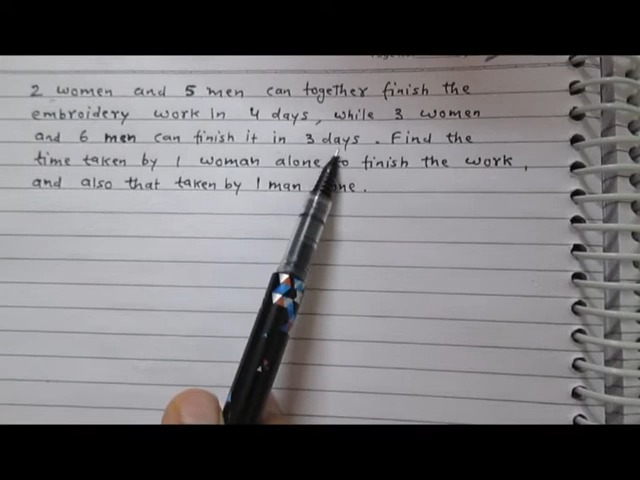 2 women and 5 men can together finish the
embroidery work in 4 days, while 3 women
and 6 men can finish it in 3 days. Find the
time taken by 1 woman alone to finish the work,
and also that taken by 1 man alone.